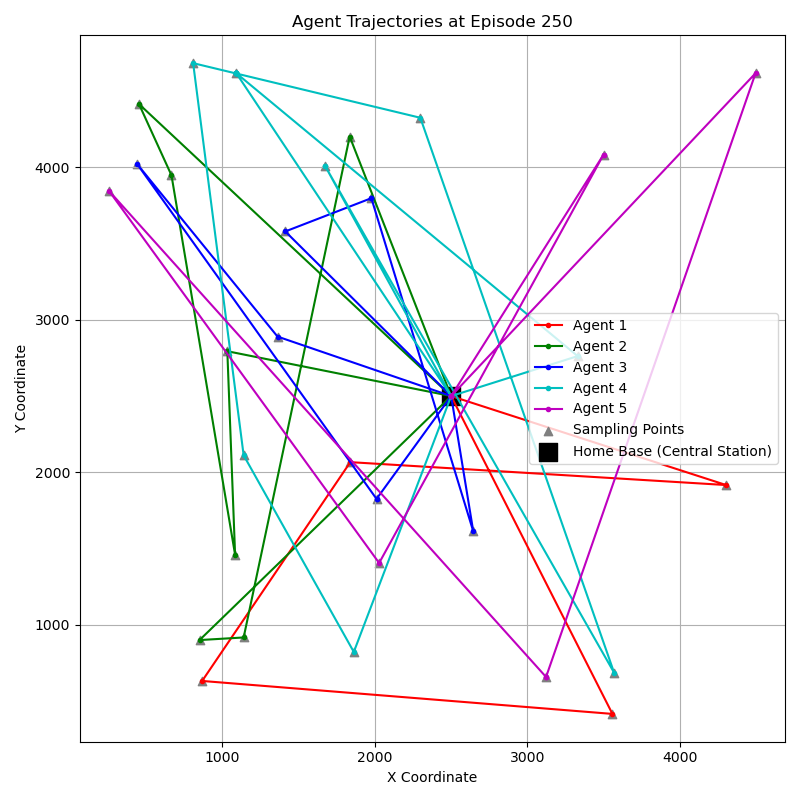 Agent Trajectories at Episode 250
Y Coordinate
4000
3000
2000
1000
Agent 1
Agent 2
Agent 3
Agent 4
Agent 5
Sampling Points
Home Base (Central Station)
1000 2000 3000 4000
X Coordinate